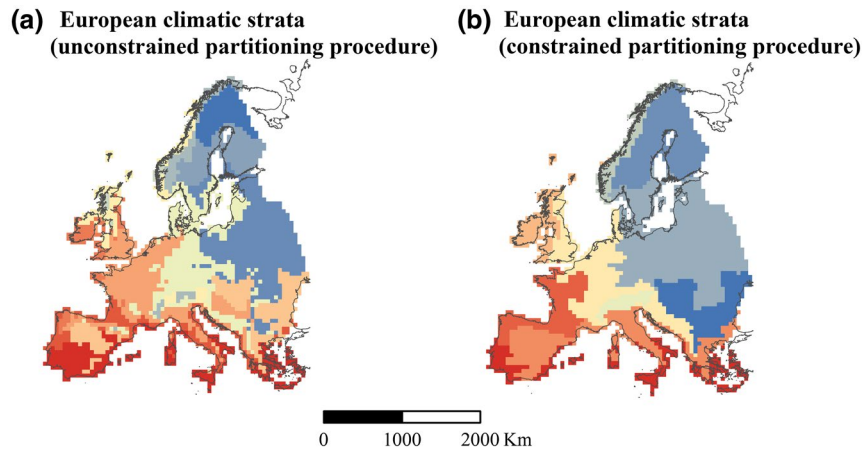 (a) European climatic strata
(unconstrained partitioning procedure)
(b) European climatic strata
(constrained partitioning procedure)
0 1000 2000 Km